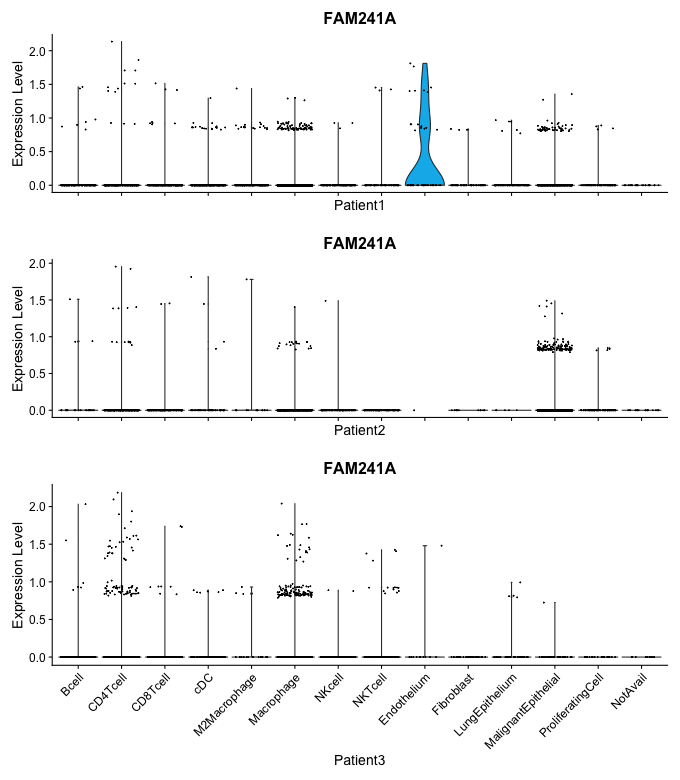 FAM241A
Expression Level
2.0
1.5
1.0
0.5
0.0
Patient1
FAM241A
Expression Level
2.0
1.5
1.0
0.5
0.0
Patient2
FAM241A
Expression Level
2.0
1.5
1.0
0.5
0.0
Bcell
CD4Tcell
CD8Tcell
cDC
M2Macrophage
Macrophage
NKcell
NKTcell
Endothelium
Fibroblast
LungEpithelium
MalignantEpithelial
ProliferatingCell
NotAvail
Patient3